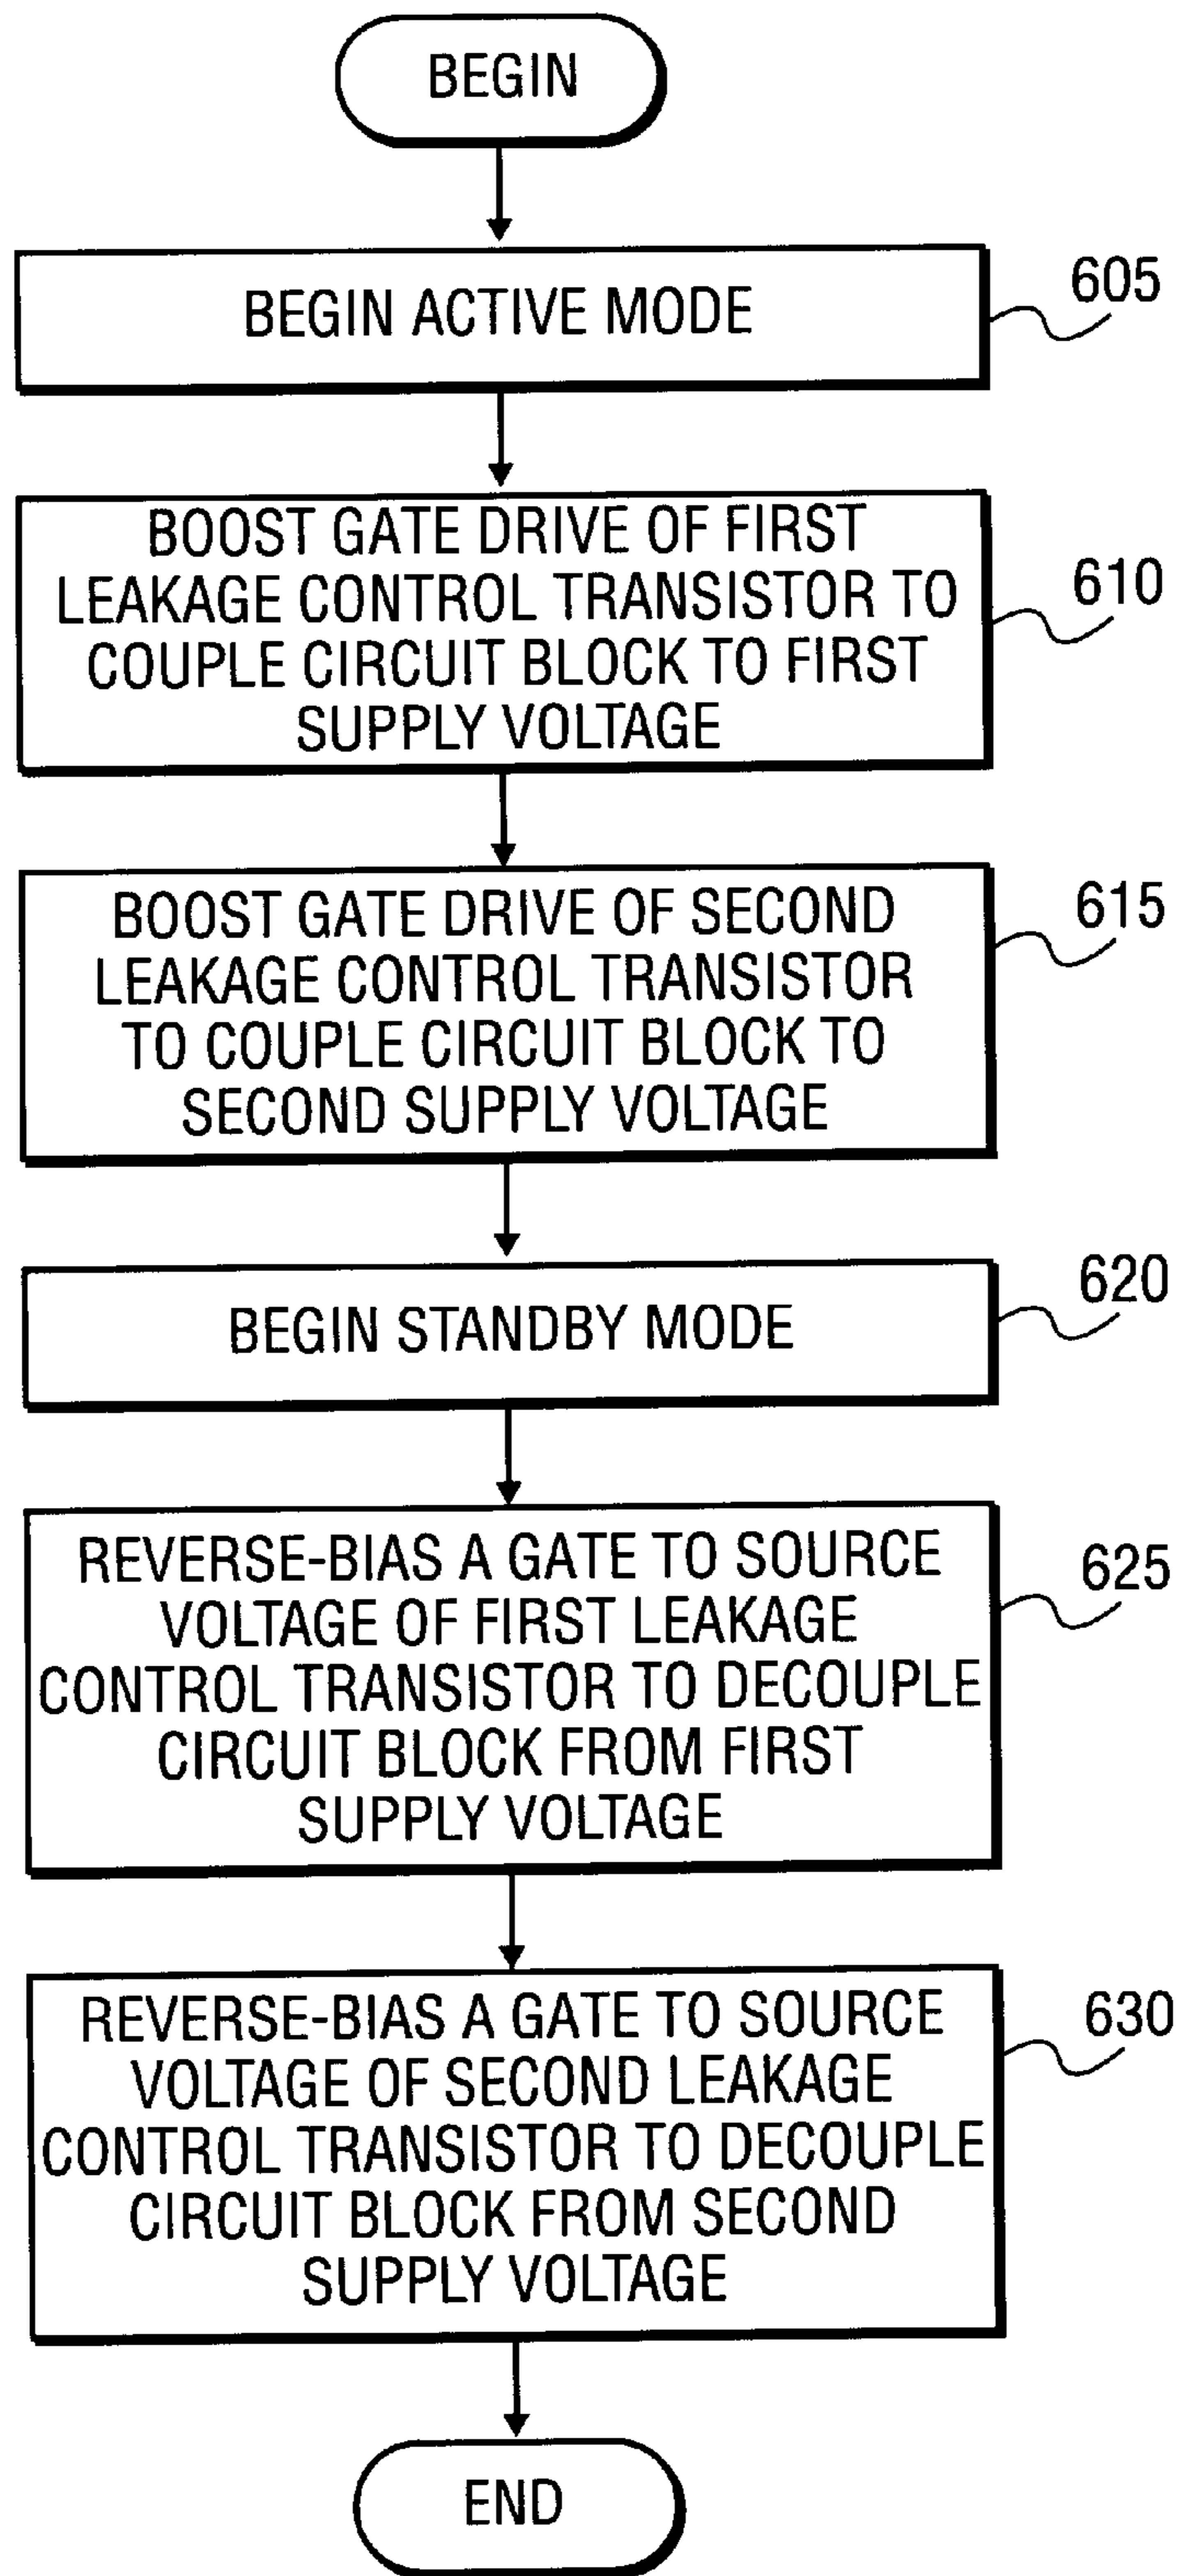 BEGIN
BEGIN ACTIVE MODE
605
BOOST GATE DRIVE OF FIRST
LEAKAGE CONTROL TRANSISTOR TO
COUPLE CIRCUIT BLOCK TO FIRST
SUPPLY VOLTAGE
610
BOOST GATE DRIVE OF SECOND
LEAKAGE CONTROL TRANSISTOR
TO COUPLE CIRCUIT BLOCK TO
SECOND SUPPLY VOLTAGE
615
BEGIN STANDBY MODE
620
REVERSE-BIAS A GATE TO SOURCE
VOLTAGE OF FIRST LEAKAGE
CONTROL TRANSISTOR TO DECOUPLE
CIRCUIT BLOCK FROM FIRST
SUPPLY VOLTAGE
625
REVERSE-BIAS A GATE TO SOURCE
VOLTAGE OF SECOND LEAKAGE
CONTROL TRANSISTOR TO DECOUPLE
CIRCUIT BLOCK FROM SECOND
SUPPLY VOLTAGE
630
END